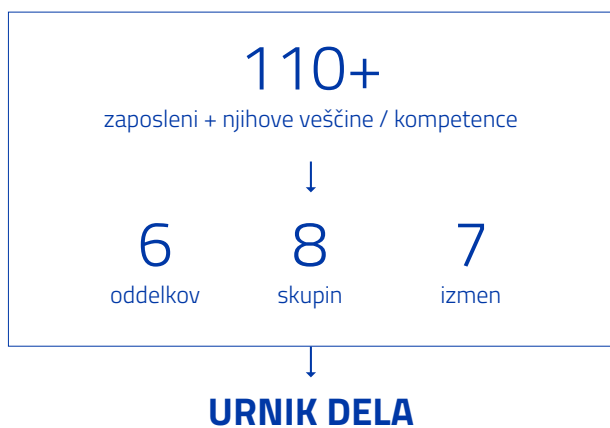 110+
zaposleni + njihove veščine / kompetence
6 8 7
oddelkov skupin izmen
URNIK DELA